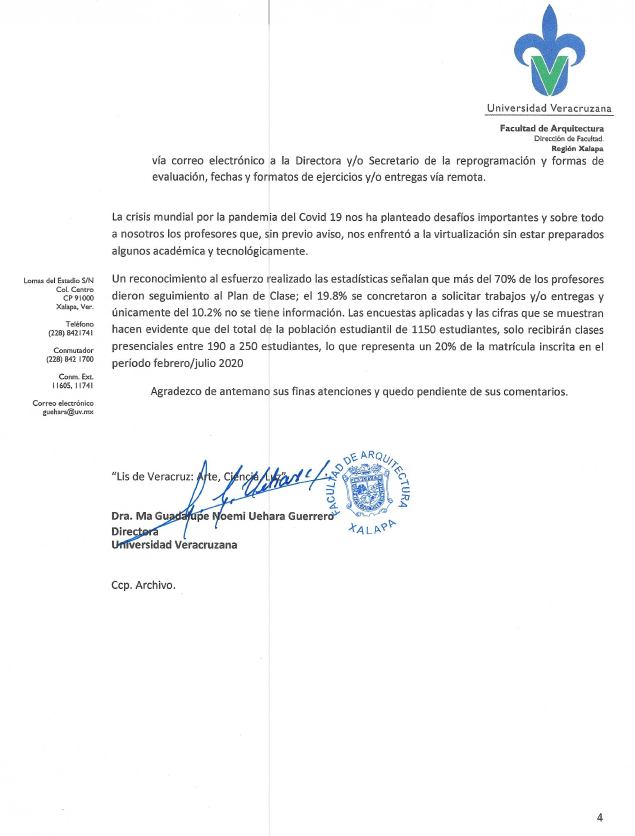 Universidad Veracruzana
Facultad de Arquitectura
Dirección de Facultad.
Región Xalapa
vía correo electrónico a la Directora y/o Secretario de la reprogramación y formas de
evaluación, fechas y formatos de ejercicios y/o entregas vía remota.
La crisis mundial por la pandemia del Covid 19 nos ha planteado desafíos importantes y sobre todo
a nosotros los profesores que, sin previo aviso, nos enfrentó a la virtualización sin estar preparados
algunos académica y tecnológicamente.
Lomas del Estadio S/N
Col. Centro
CP 91000
Xalapa, Ver.
Teléfono
(228) 8421741
Conmutador
(228) 842 1700
Conm. Ext.
11605, 11741
Correo electrónico
guehars@uv.mx
Un reconocimiento al esfuerzo realizado las estadísticas señalan que más del 70% de los profesores
dieron seguimiento al Plan de Clase; el 19.8% se concretaron a solicitar trabajos y/o entregas y
únicamente del 10.2% no se tiene información. Las encuestas aplicadas y las cifras que se muestran
hacen evidente que del total de la población estudiantil de 1150 estudiantes, solo recibirán clases
presenciales entre 190 a 250 estudiantes, lo que representa un 20% de la matrícula inscrita en el
período febrero/julio 2020
Agradezco de antemano sus finas atenciones y quedo pendiente de sus comentarios.
"Lis de Veracruz: Arte, Ciencia, Luz"
FACULTAD DE ARQUITECTURA
XALAPA
Dra. Ma Guadalupe Noemi Uehara Guerrero
Directora
Universidad Veracruzana
Ccp. Archivo.
4